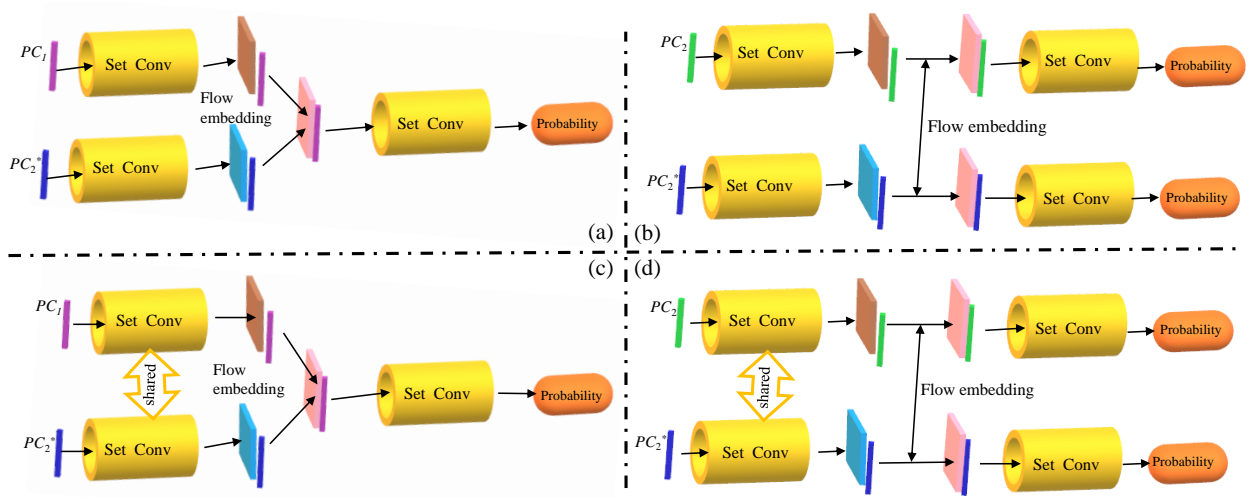 PC₁
Set Conv
Flow
embedding
PC₂*
Set Conv
Set Conv
Probability
(a)
PC₂
Set Conv
Set Conv
Probability
Flow embedding
PC₂*
Set Conv
Set Conv
Probability
(b)
(c)
PC₁
Set Conv
shared
Flow
embedding
PC₂*
Set Conv
Set Conv
Probability
(d)
PC₂
Set Conv
Set Conv
Probability
shared
Flow embedding
PC₂*
Set Conv
Set Conv
Probability